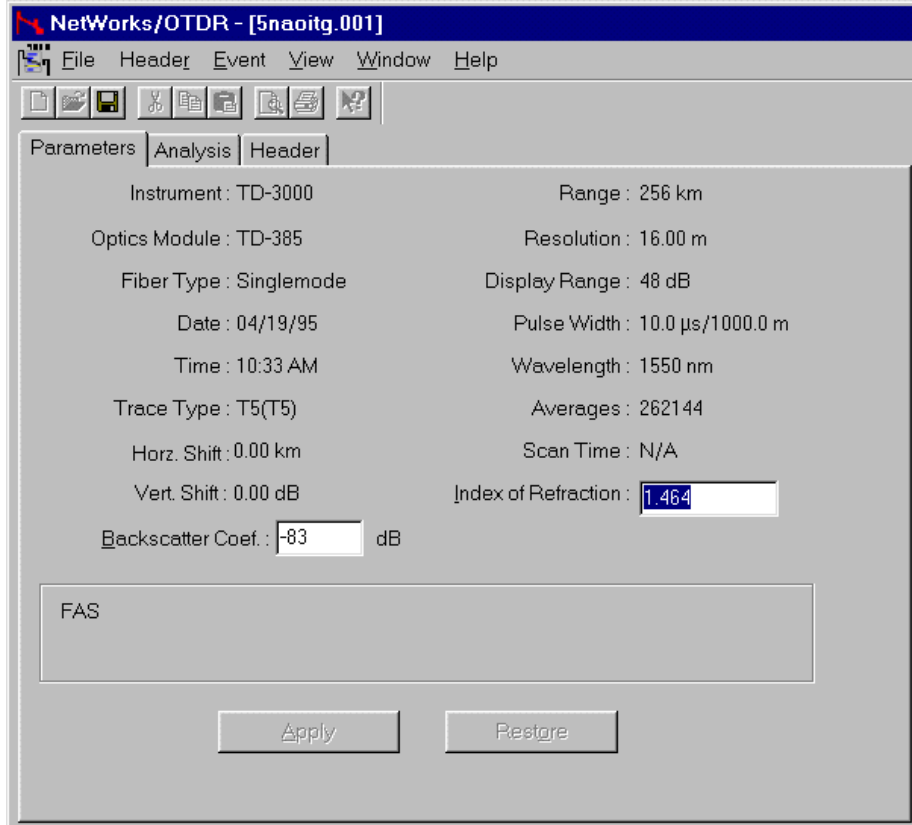 NetWorks/OTDR - [5naoitg.001]
File Header Event View Window Help
Parameters Analysis Header
Instrument : TD-3000
Range : 256 km
Optics Module : TD-385
Resolution : 16.00 m
Fiber Type : Singlemode
Display Range : 48 dB
Date : 04/19/95
Pulse Width : 10.0 µs/1000.0 m
Time : 10:33 AM
Wavelength : 1550 nm
Trace Type : T5(T5)
Averages : 262144
Horz. Shift : 0.00 km
Scan Time : N/A
Vert. Shift : 0.00 dB
Index of Refraction : 1.464
Backscatter Coef. : -83 dB
FAS
Apply Restore